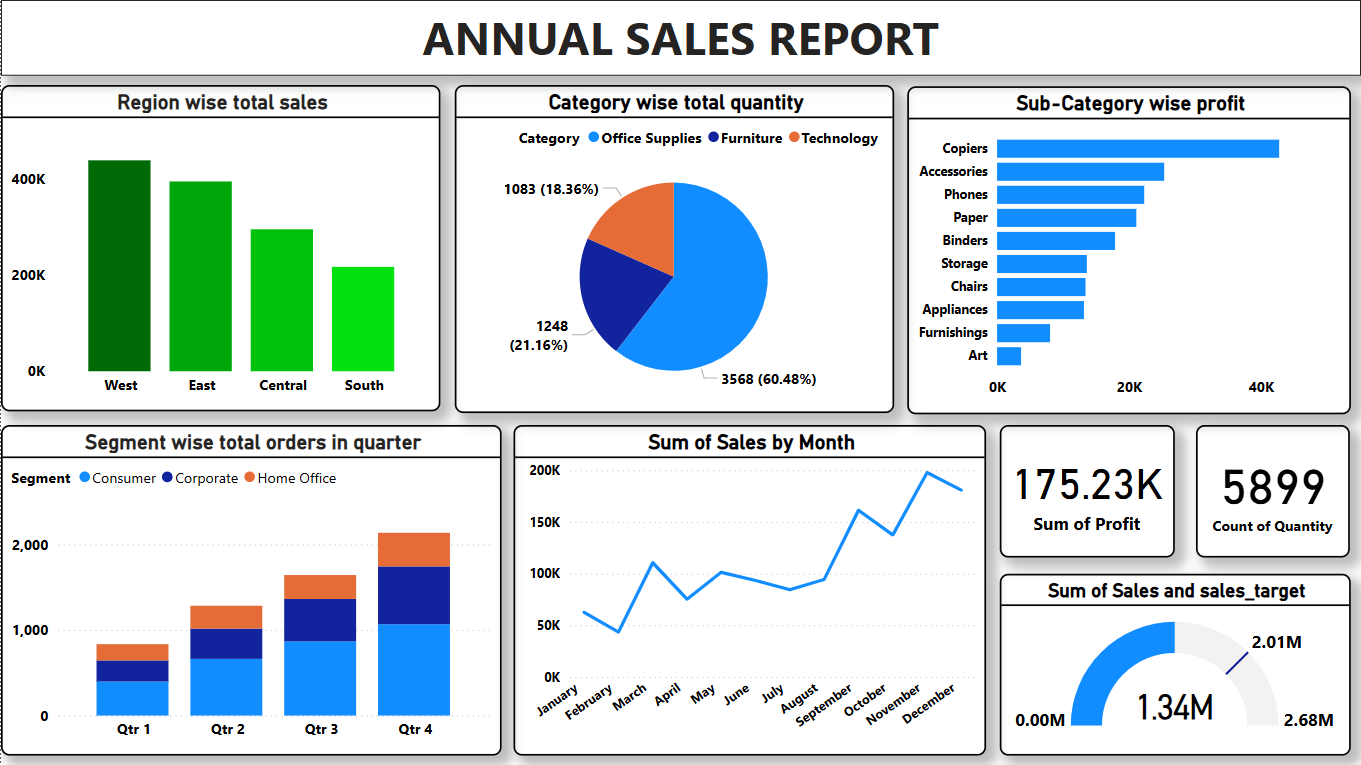 ANNUAL SALES REPORT
Region wise total sales
400K
200K
0K
West East Central South
Category wise total quantity
Category Office Supplies Furniture Technology
1083 (18.36%)
1248
(21.16%)
3568 (60.48%)
Sub-Category wise profit
Copiers
Accessories
Phones
Paper
Binders
Storage
Chairs
Appliances
Furnishings
Art
0K 20K 40K
Segment wise total orders in quarter
Segment Consumer Corporate Home Office
2,000
1,000
0
Qtr 1 Qtr 2 Qtr 3 Qtr 4
Sum of Sales by Month
200K
150K
100K
50K
0K
January February March April May June July August September October November December
175.23K
Sum of Profit
5899
Count of Quantity
Sum of Sales and sales_target
2.01M
1.34M
0.00M 2.68M